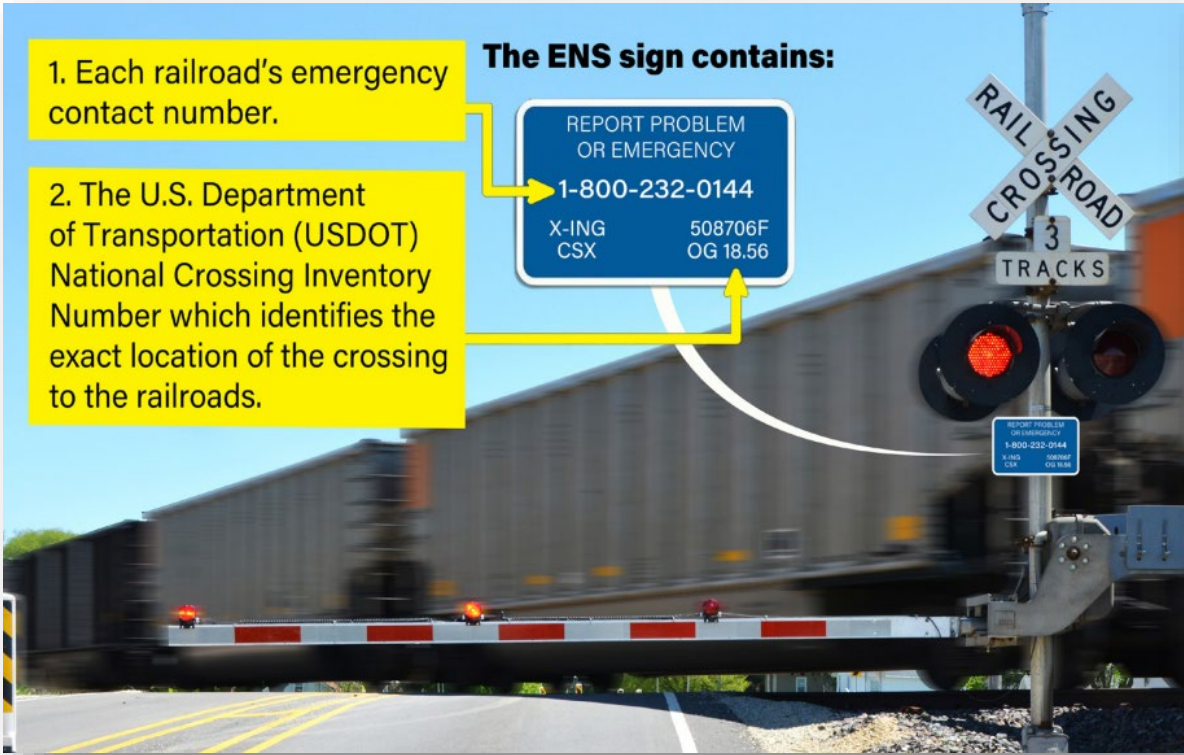 The ENS sign contains:
1. Each railroad's emergency
contact number.
2. The U.S. Department
of Transportation (USDOT)
National Crossing Inventory
Number which identifies the
exact location of the crossing
to the railroads.
REPORT PROBLEM
OR EMERGENCY
1-800-232-0144
X-ING 508706F
CSX OG 18.56
RAIL ROAD
CROSSING
3
TRACKS
REPORT PROBLEM
OR EMERGENCY
1-800-232-0144
X-ING 508706F
CSX OG 18.56